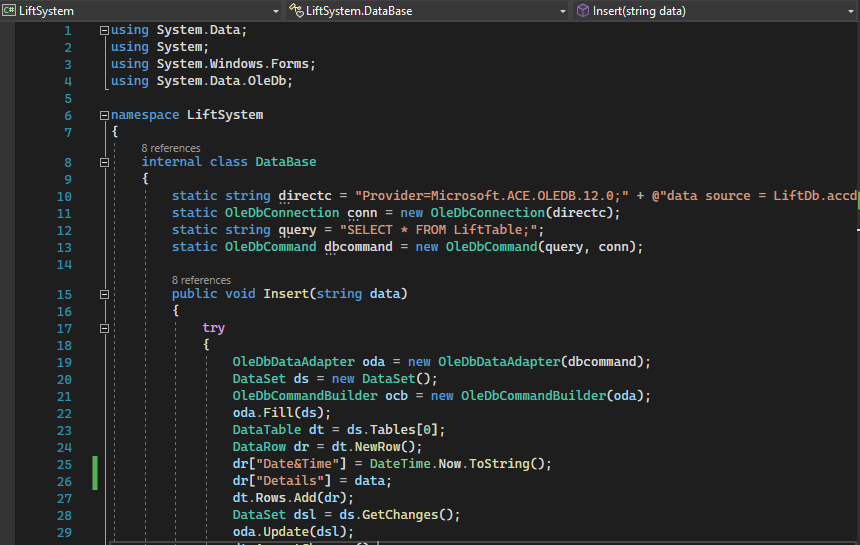 C# LiftSystem LiftSystem.DataBase Insert(string data)
1 using System.Data;
2 using System;
3 using System.Windows.Forms;
4 using System.Data.OleDb;
5
6 namespace LiftSystem
7 {
8 references
8 internal class DataBase
9 {
10 static string directc = "Provider=Microsoft.ACE.OLEDB.12.0;" + @"data source = LiftDb.accd
11 static OleDbConnection conn = new OleDbConnection(directc);
12 static string query = "SELECT * FROM LiftTable;";
13 static OleDbCommand dbcommand = new OleDbCommand(query, conn);
14
8 references
15 public void Insert(string data)
16 {
17 try
18 {
19 OleDbDataAdapter oda = new OleDbDataAdapter(dbcommand);
20 DataSet ds = new DataSet();
21 OleDbCommandBuilder ocb = new OleDbCommandBuilder(oda);
22 oda.Fill(ds);
23 DataTable dt = ds.Tables[0];
24 DataRow dr = dt.NewRow();
25 dr["Date&Time"] = DateTime.Now.ToString();
26 dr["Details"] = data;
27 dt.Rows.Add(dr);
28 DataSet dsl = ds.GetChanges();
29 oda.Update(dsl);